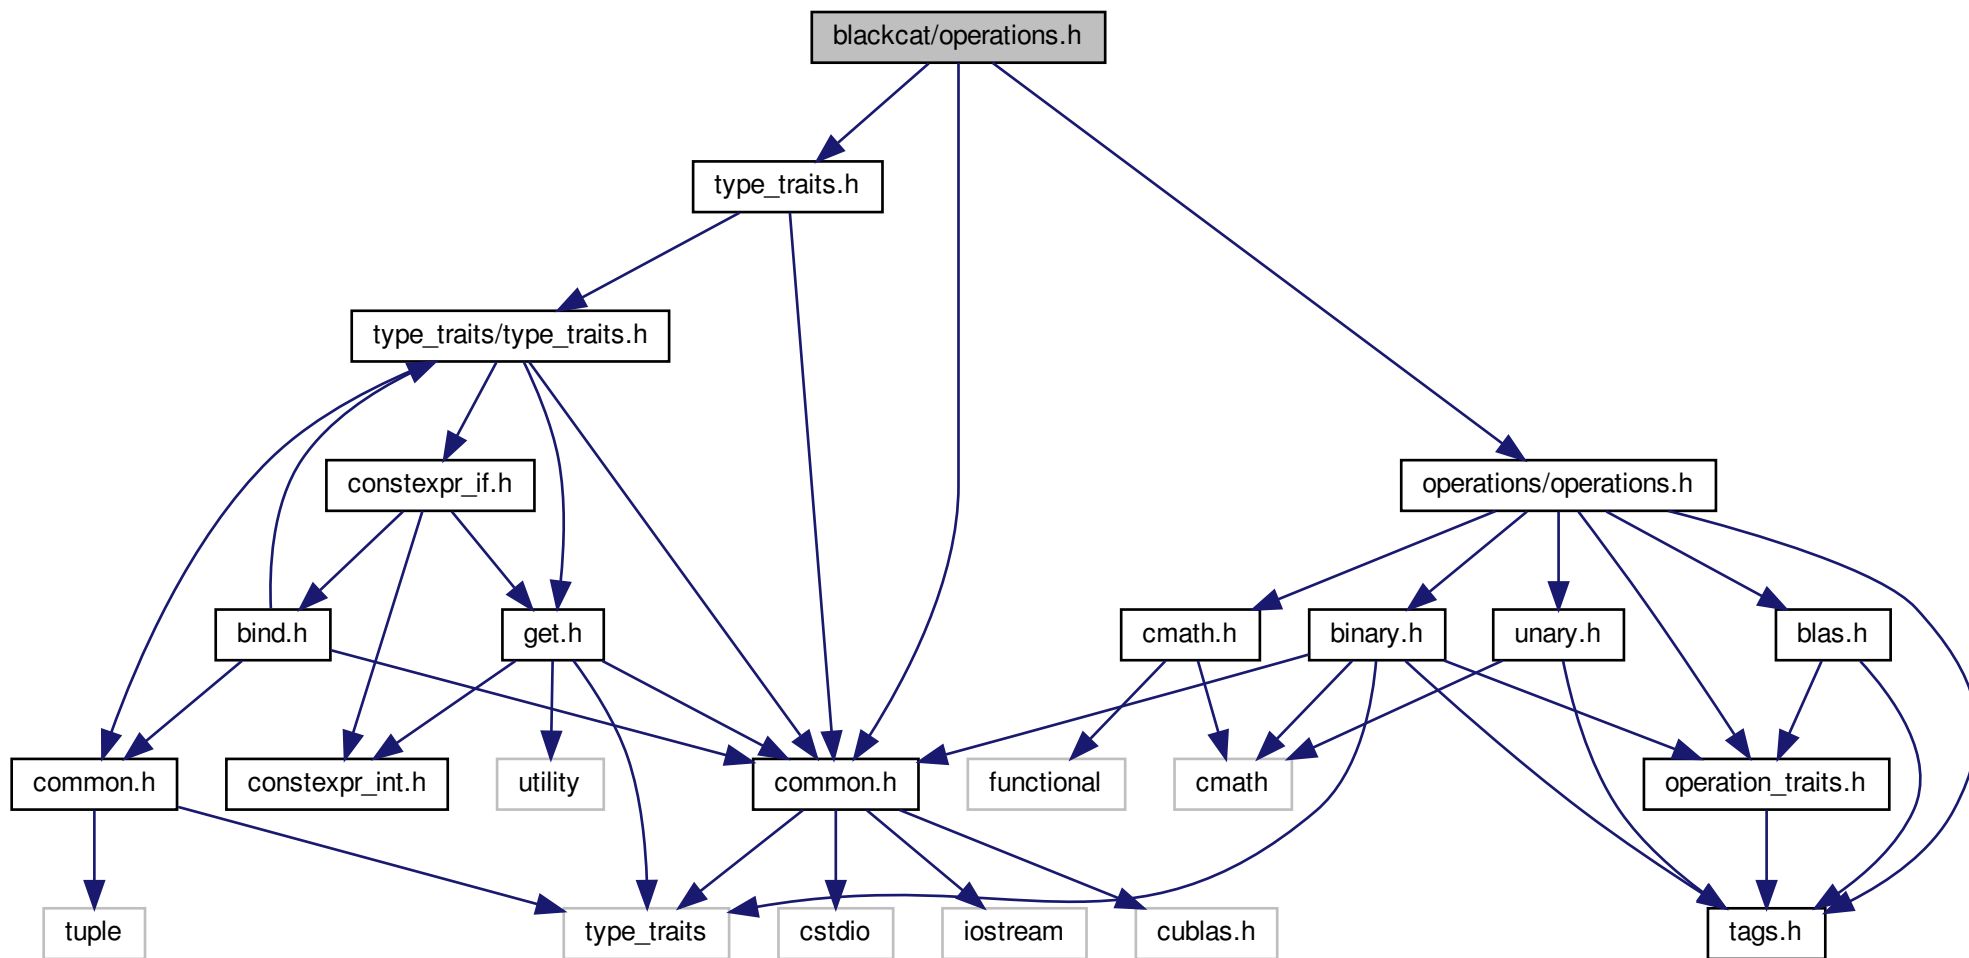 blackcat/operations.h
type_traits.h
type_traits/type_traits.h
constexpr_if.h
operations/operations.h
bind.h
get.h
cmath.h
binary.h
unary.h
blas.h
common.h
constexpr_int.h
utility
common.h
functional
cmath
operation_traits.h
tuple
type_traits
cstdio
iostream
cublas.h
tags.h